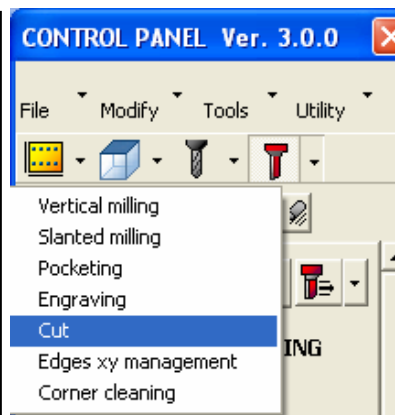 CONTROL PANEL Ver. 3.0.0
File Modify Tools Utility
Vertical milling
Slanted milling
Pocketing
Engraving
Cut
ING
Edges xy management
Corner cleaning